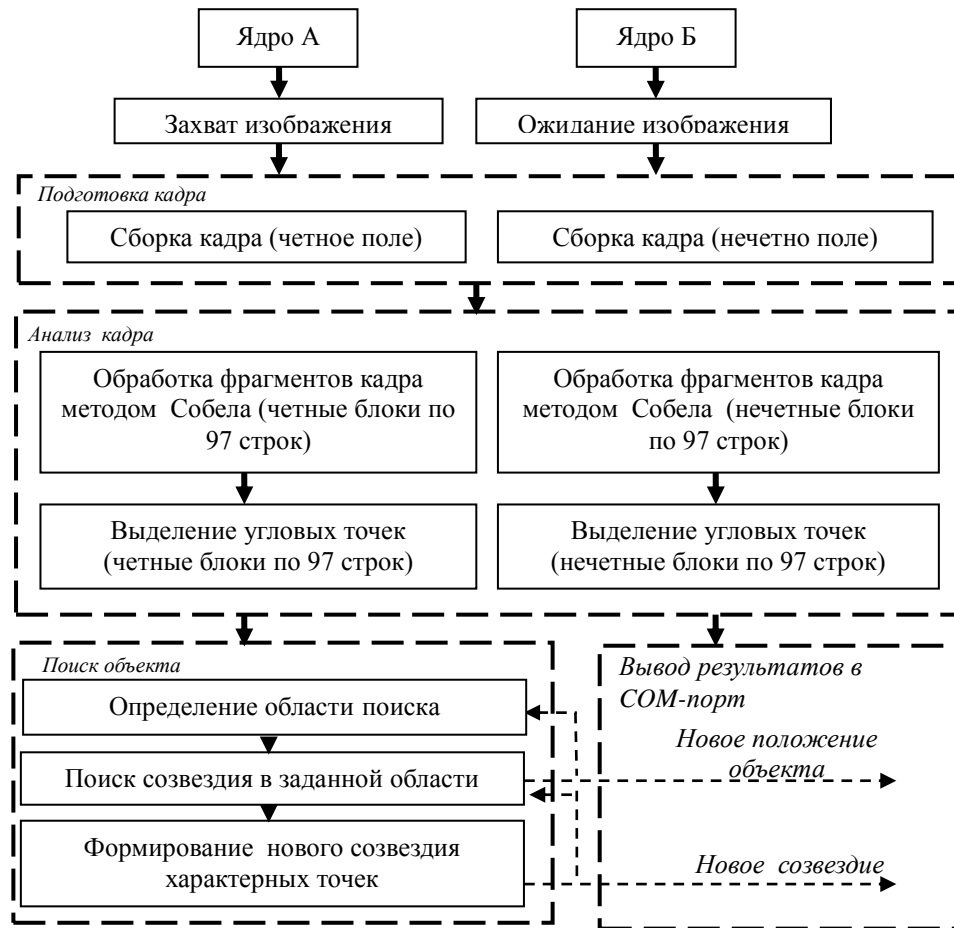 Ядро А
Ядро Б
Захват изображения
Ожидание изображения
Подготовка кадра
Сборка кадра (четное поле)
Сборка кадра (нечетно поле)
Анализ кадра
Обработка фрагментов кадра
методом Собела (четные блоки по
97 строк)
Обработка фрагментов кадра
методом Собела (нечетные блоки
по 97 строк)
Выделение угловых точек
(четные блоки по 97 строк)
Выделение угловых точек
(нечетные блоки по 97 строк)
Поиск объекта
Определение области поиска
Поиск созвездия в заданной области
Формирование нового созвездия
характерных точек
Вывод результатов в
COM-порт
Новое положение
объекта
Новое созвездие